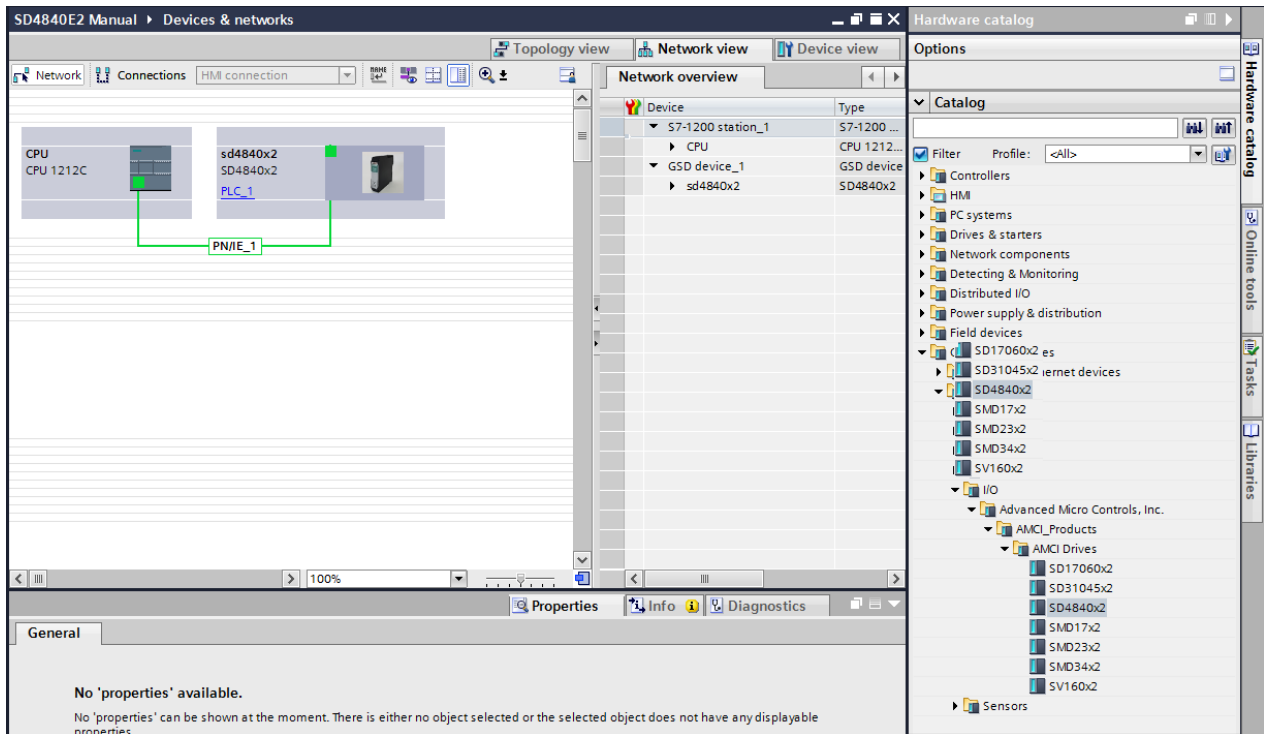 SD4840E2 Manual Devices & networks
Topology view Network view Device view
Network Connections HMI connection
CPU
CPU 1212C
sd4840x2
SD4840x2
PLC_1
PN/IE_1
100%
Network overview
Device Type
S7-1200 station_1 S7-1200 ...
CPU CPU 1212...
GSD device_1 GSD device
sd4840x2 SD4840x2
Properties Info Diagnostics
General
No 'properties' available.
No 'properties' can be shown at the moment. There is either no object selected or the selected object does not have any displayable
properties.
Hardware catalog
Options
Catalog
Filter Profile: <All>
Controllers
HMI
PC systems
Drives & starters
Network components
Detecting & Monitoring
Distributed I/O
Power supply & distribution
Field devices
SD17060x2 es
SD31045x2 ernet devices
SD4840x2
SMD17x2
SMD23x2
SMD34x2
SV160x2
I/O
Advanced Micro Controls, Inc.
AMCI_Products
AMCI Drives
SD17060x2
SD31045x2
SD4840x2
SMD17x2
SMD23x2
SMD34x2
SV160x2
Sensors
Hardware catalog
Online tools
Tasks
Libraries